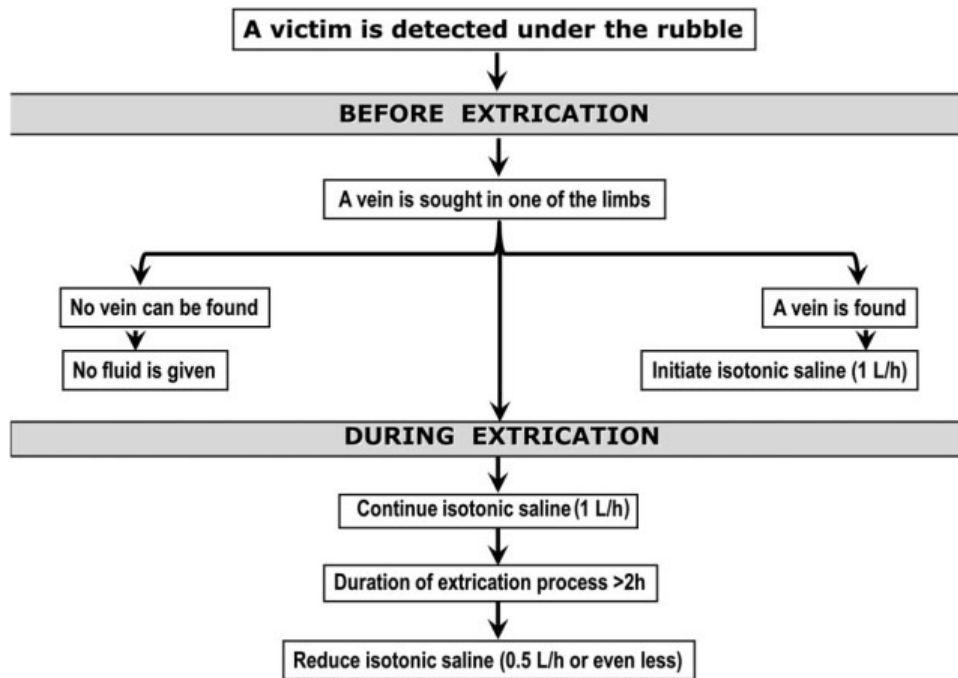 A victim is detected under the rubble
BEFORE EXTRICATION
A vein is sought in one of the limbs
No vein can be found
A vein is found
No fluid is given
Initiate isotonic saline (1 L/h)
DURING EXTRICATION
Continue isotonic saline (1 L/h)
Duration of extrication process >2h
Reduce isotonic saline (0.5 L/h or even less)